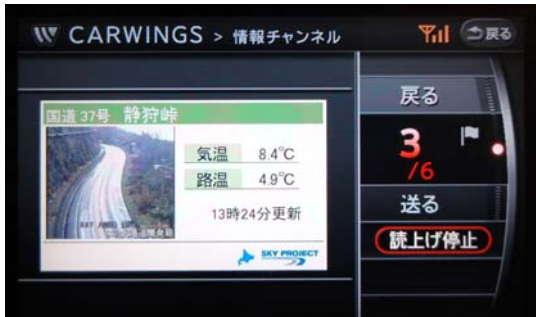 CARWINGS > 情報チャンネル
戻る
国道 37号 静狩峠
気温 8.4℃
路温 4.9℃
13時24分更新
SKY PROJECT
戻る
3
/6
送る
読上げ停止